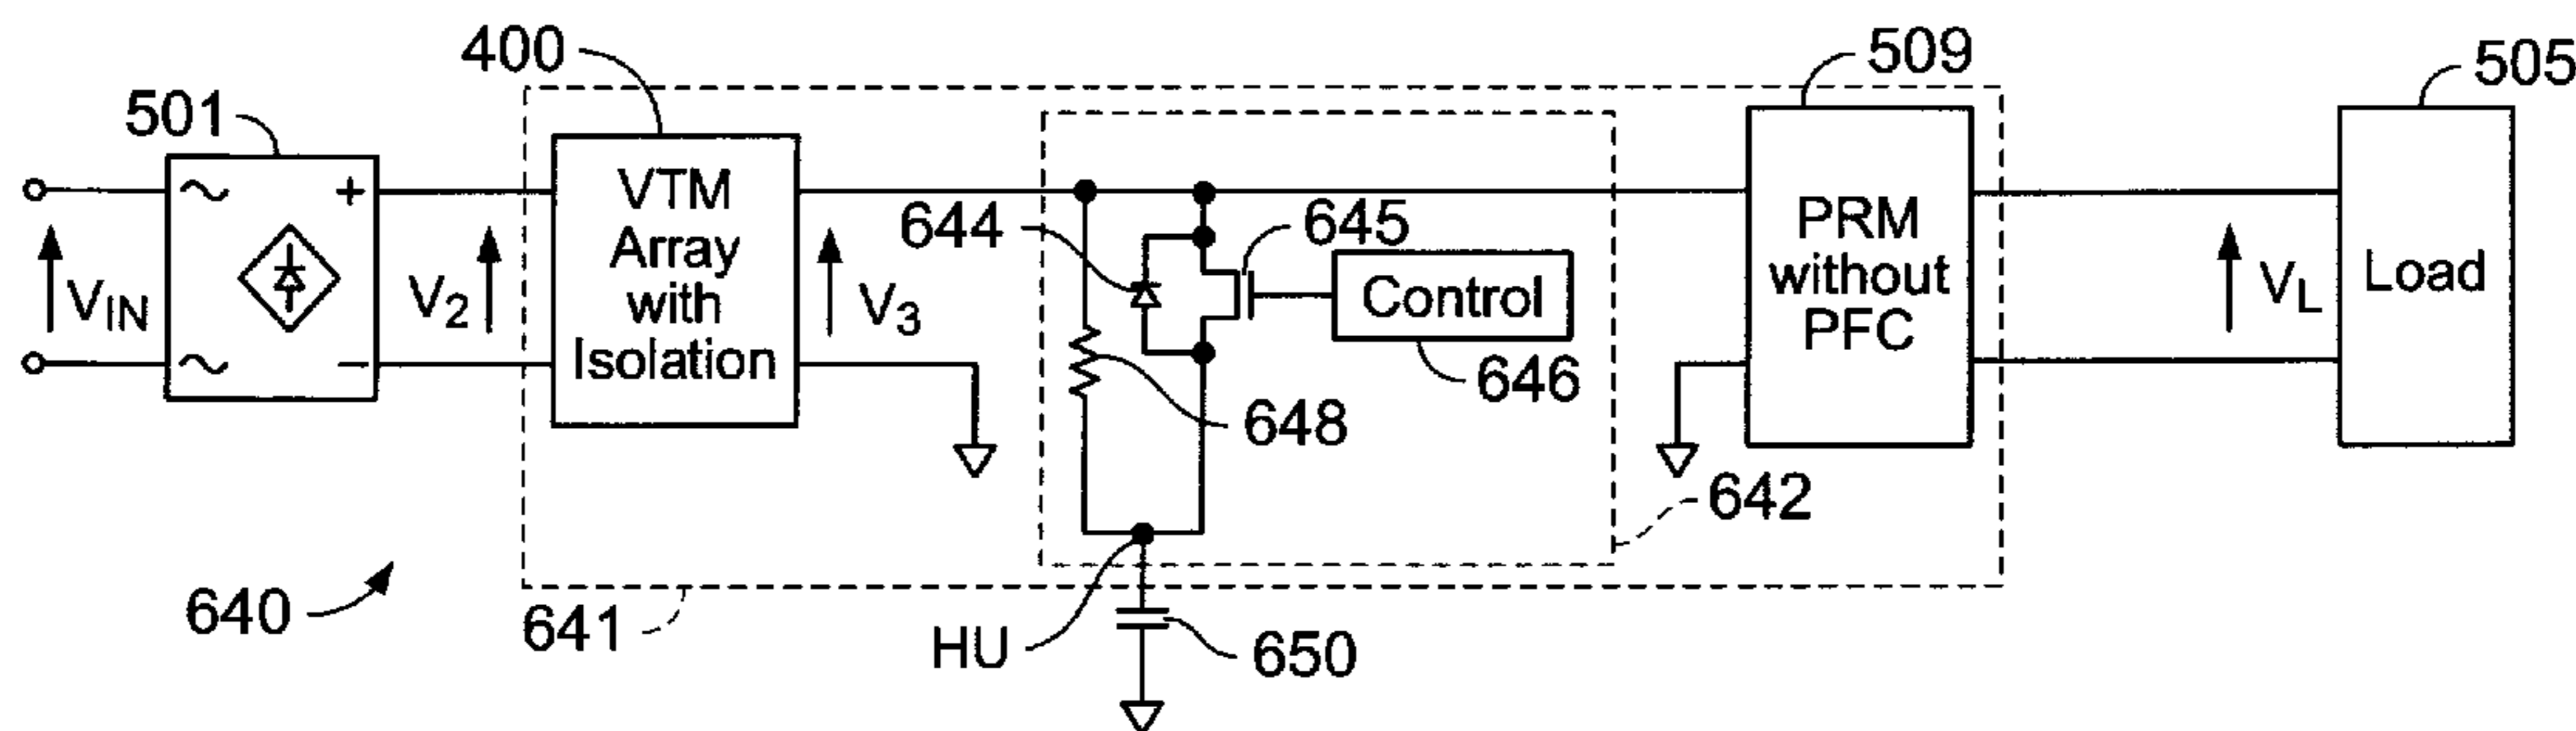 400
509
505
501
VTM
Array
with
Isolation
644
645
PRM
without
PFC
Load
Control
VIN
V2
V3
VL
646
648
642
640
641
HU
650
~
+
~
−